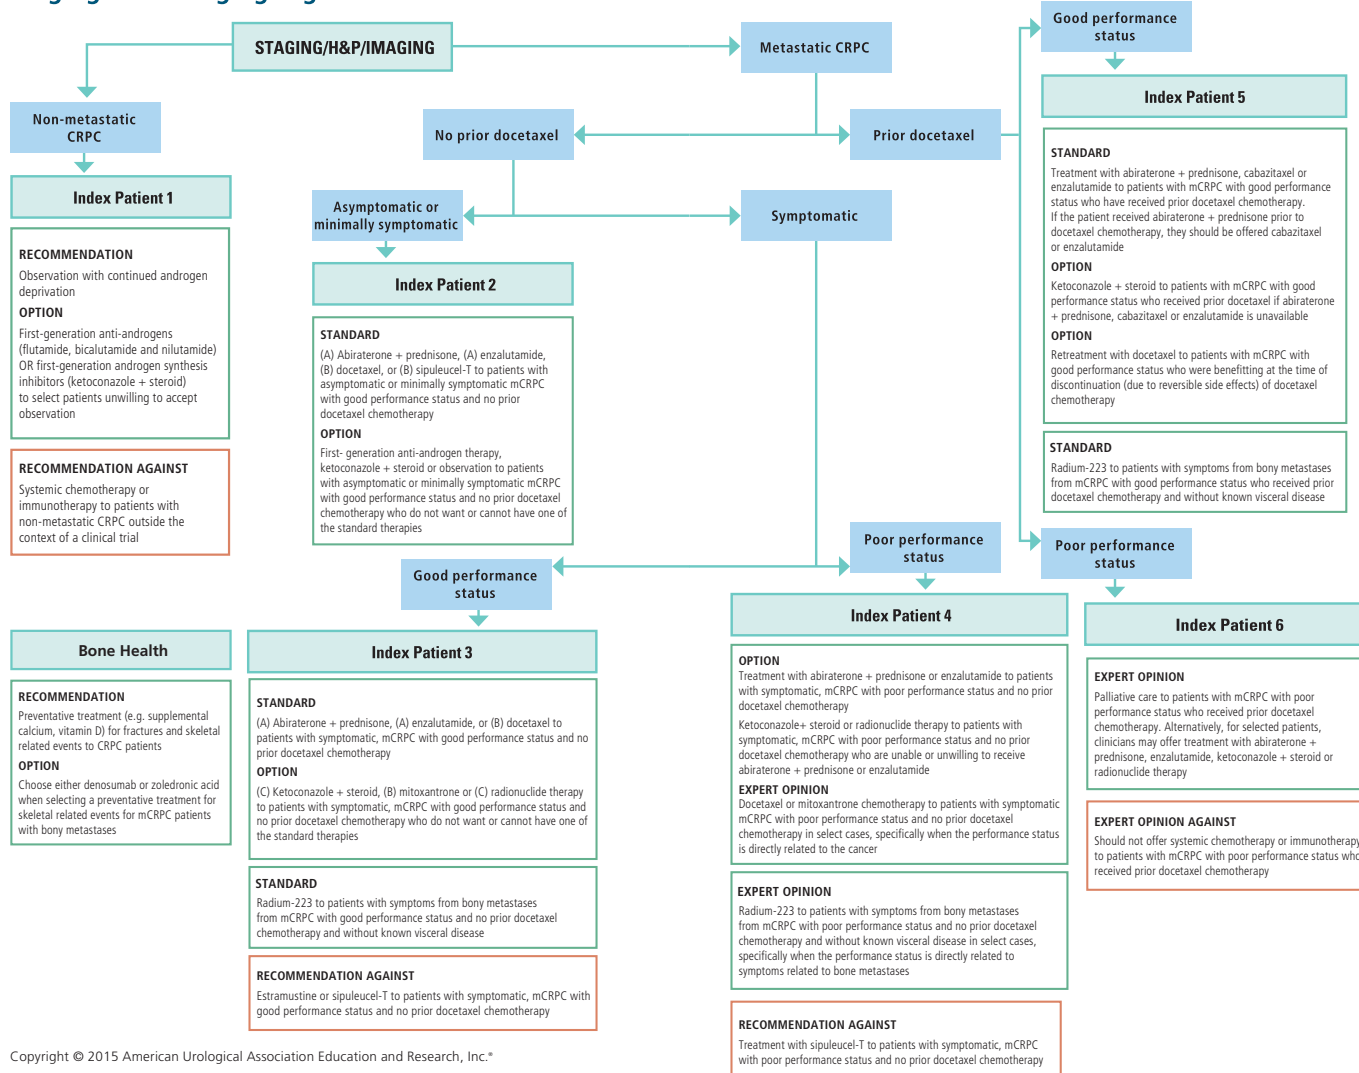 STAGING/H&P/IMAGING
Non-metastatic
CRPC
Index Patient 1
RECOMMENDATION
Observation with continued androgen
deprivation
OPTION
First-generation anti-androgens
(flutamide, bicalutamide and nilutamide)
OR first-generation androgen synthesis
inhibitors (ketoconazole + steroid)
to select patients unwilling to accept
observation
RECOMMENDATION AGAINST
Systemic chemotherapy or
immunotherapy to patients with
non-metastatic CRPC outside the
context of a clinical trial
Metastatic CRPC
No prior docetaxel
Prior docetaxel
Asymptomatic or
minimally symptomatic
Symptomatic
Index Patient 2
STANDARD
(A) Abiraterone + prednisone, (A) enzalutamide,
(B) docetaxel, or (B) sipuleucel-T to patients with
asymptomatic or minimally symptomatic mCRPC
with good performance status and no prior
docetaxel chemotherapy
OPTION
First- generation anti-androgen therapy,
ketoconazole + steroid or observation to patients
with asymptomatic or minimally symptomatic mCRPC
with good performance status and no prior docetaxel
chemotherapy who do not want or cannot have one of
the standard therapies
Good performance
status
Index Patient 3
STANDARD
(A) Abiraterone + prednisone, (A) enzalutamide, or (B) docetaxel to
patients with symptomatic, mCRPC with good performance status and no
prior docetaxel chemotherapy
OPTION
(C) Ketoconazole + steroid, (B) mitoxantrone or (C) radionuclide therapy
to patients with symptomatic, mCRPC with good performance status and
no prior docetaxel chemotherapy who do not want or cannot have one of
the standard therapies
STANDARD
Radium-223 to patients with symptoms from bony metastases
from mCRPC with good performance status and no prior docetaxel
chemotherapy and without known visceral disease
RECOMMENDATION AGAINST
Estramustine or sipuleucel-T to patients with symptomatic, mCRPC with
good performance status and no prior docetaxel chemotherapy
Poor performance
status
Index Patient 4
OPTION
Treatment with abiraterone + prednisone or enzalutamide to patients
with symptomatic, mCRPC with poor performance status and no prior
docetaxel chemotherapy
Ketoconazole+ steroid or radionuclide therapy to patients with
symptomatic, mCRPC with poor performance status and no prior
docetaxel chemotherapy who are unable or unwilling to receive
abiraterone + prednisone or enzalutamide
EXPERT OPINION
Docetaxel or mitoxantrone chemotherapy to patients with symptomatic
mCRPC with poor performance status and no prior docetaxel
chemotherapy in select cases, specifically when the performance status
is directly related to the cancer
EXPERT OPINION
Radium-223 to patients with symptoms from bony metastases
from mCRPC with poor performance status and no prior docetaxel
chemotherapy and without known visceral disease in select cases,
specifically when the performance status is directly related to
symptoms related to bone metastases
RECOMMENDATION AGAINST
Treatment with sipuleucel-T to patients with symptomatic, mCRPC
with poor performance status and no prior docetaxel chemotherapy
Good performance
status
Index Patient 5
STANDARD
Treatment with abiraterone + prednisone, cabazitaxel or
enzalutamide to patients with mCRPC with good performance
status who have received prior docetaxel chemotherapy.
If the patient received abiraterone + prednisone prior to
docetaxel chemotherapy, they should be offered cabazitaxel
or enzalutamide
OPTION
Ketoconazole + steroid to patients with mCRPC with good
performance status who received prior docetaxel if abiraterone
+ prednisone, cabazitaxel or enzalutamide is unavailable
OPTION
Retreatment with docetaxel to patients with mCRPC with
good performance status who were benefitting at the time of
discontinuation (due to reversible side effects) of docetaxel
chemotherapy
STANDARD
Radium-223 to patients with symptoms from bony metastases
from mCRPC with good performance status who received prior
docetaxel chemotherapy and without known visceral disease
Poor performance
status
Index Patient 6
EXPERT OPINION
Palliative care to patients with mCRPC with poor
performance status who received prior docetaxel
chemotherapy. Alternatively, for selected patients,
clinicians may offer treatment with abiraterone +
prednisone, enzalutamide, ketoconazole + steroid or
radionuclide therapy
EXPERT OPINION AGAINST
Should not offer systemic chemotherapy or immunotherapy
to patients with mCRPC with poor performance status who
received prior docetaxel chemotherapy
Bone Health
RECOMMENDATION
Preventative treatment (e.g. supplemental
calcium, vitamin D) for fractures and skeletal
related events to CRPC patients
OPTION
Choose either denosumab or zoledronic acid
when selecting a preventative treatment for
skeletal related events for mCRPC patients
with bony metastases
Copyright © 2015 American Urological Association Education and Research, Inc.®